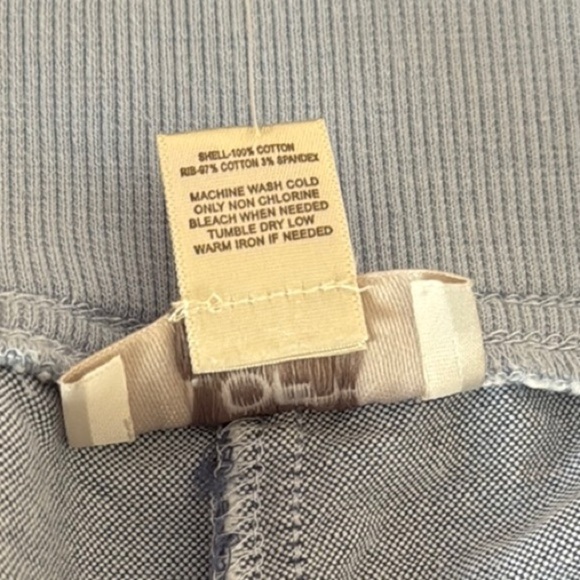 SHELL-100% COTTON
RIB-97% COTTON 3% SPANDEX
MACHINE WASH COLD
ONLY NON CHLORINE
BLEACH WHEN NEEDED
TUMBLE DRY LOW
WARM IRON IF NEEDED